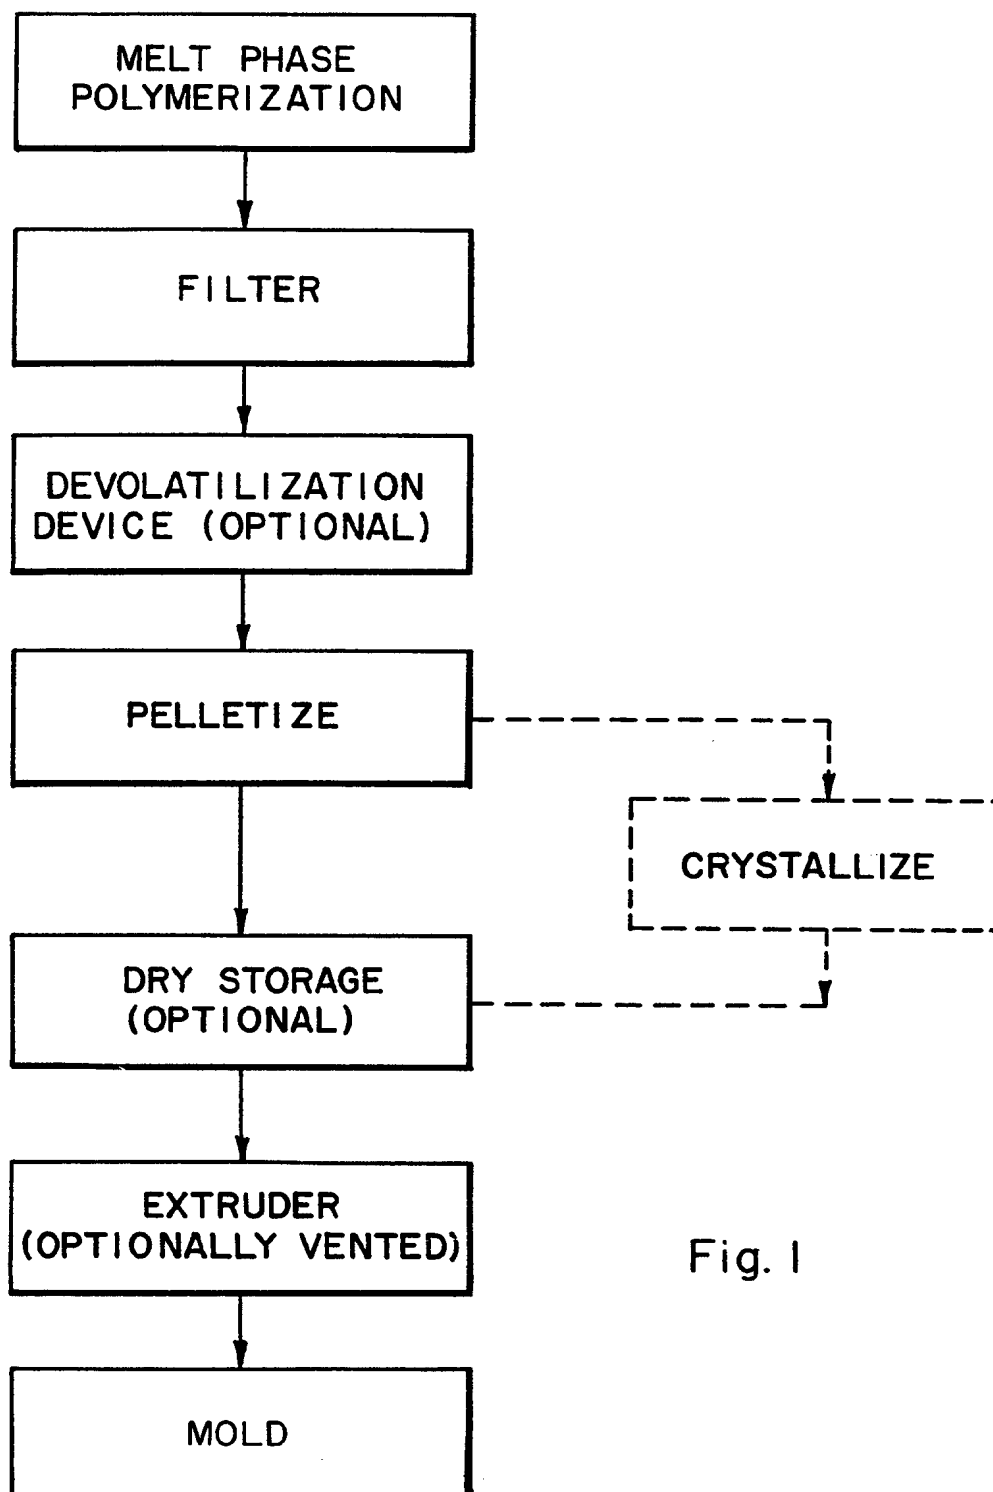 MELT PHASE
POLYMERIZATION
FILTER
DEVOLATILIZATION
DEVICE (OPTIONAL)
PELLETIZE
CRYSTALLIZE
DRY STORAGE
(OPTIONAL)
EXTRUDER
(OPTIONALLY VENTED)
Fig. 1
MOLD